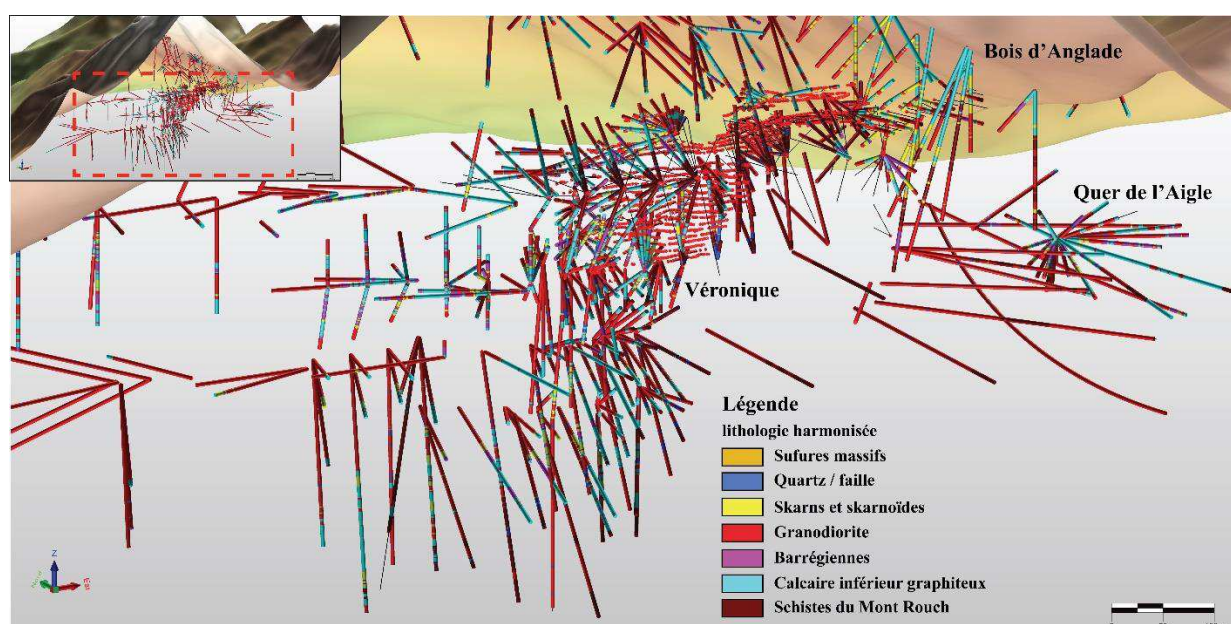 Bois d'Anglade
Quer de l'Aigle
Véronique
Légende
lithologie harmonisée
Sufures massifs
Quartz / faille
Skarns et skarnoïdes
Granodiorite
Barrégiennes
Calcaire inférieur graphiteux
Schistes du Mont Rouch
Z
Est